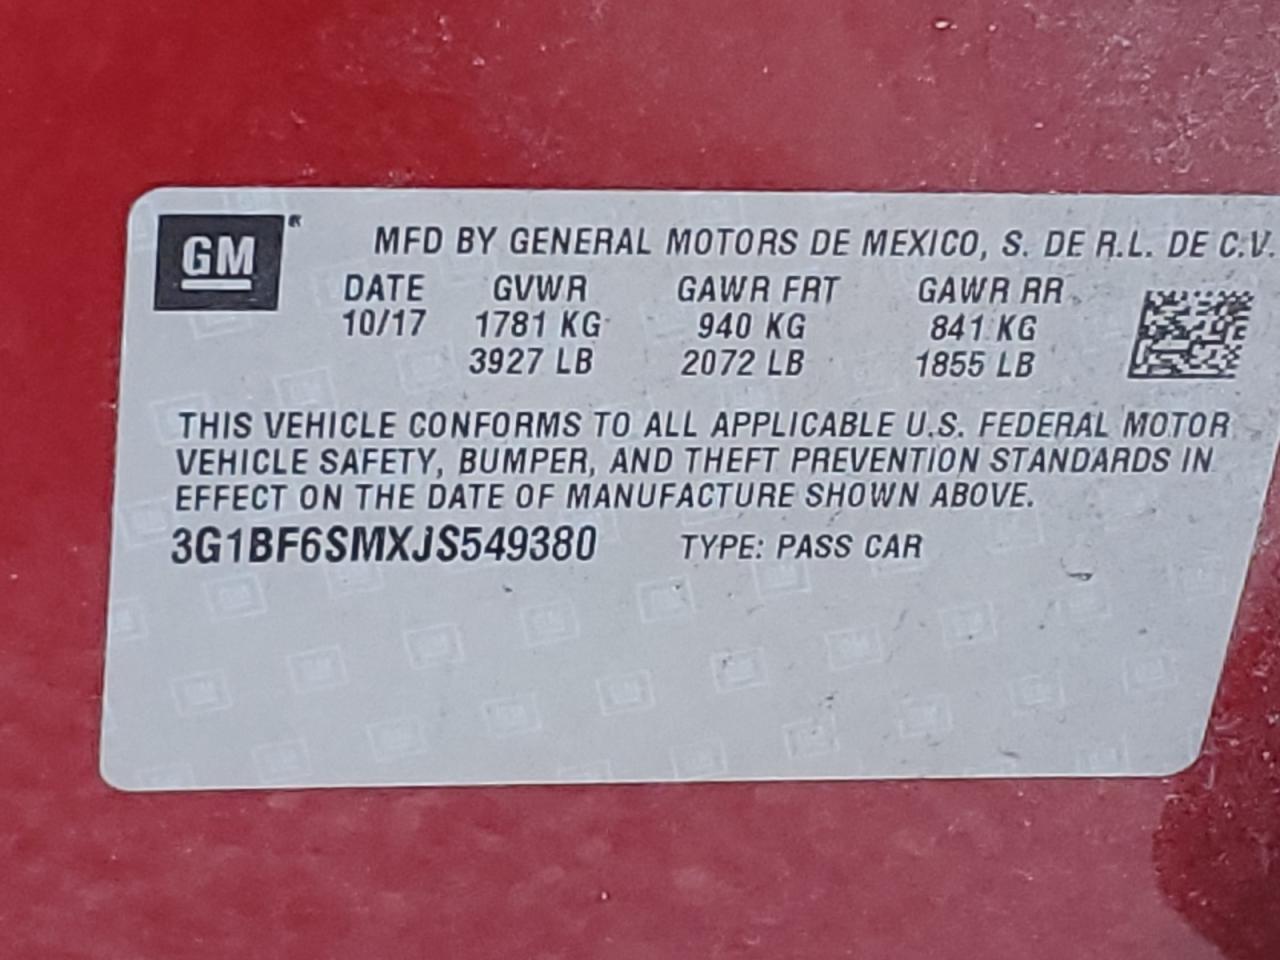 GM®
MFD BY GENERAL MOTORS DE MEXICO, S. DE R.L. DE C.V.
DATE GVWR GAWR FRT GAWR RR
10/17 1781 KG 940 KG 841 KG
3927 LB 2072 LB 1855 LB
THIS VEHICLE CONFORMS TO ALL APPLICABLE U.S. FEDERAL MOTOR
VEHICLE SAFETY, BUMPER, AND THEFT PREVENTION STANDARDS IN
EFFECT ON THE DATE OF MANUFACTURE SHOWN ABOVE.
3G1BF6SMXJS549380 TYPE: PASS CAR